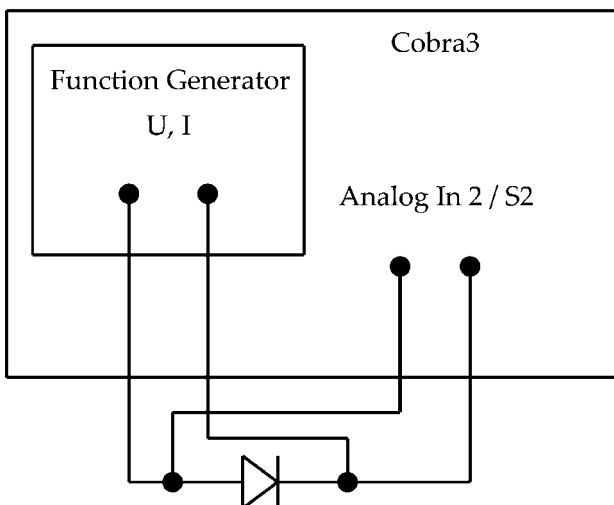 Cobra3
Function Generator
U, I
Analog In 2 / S2